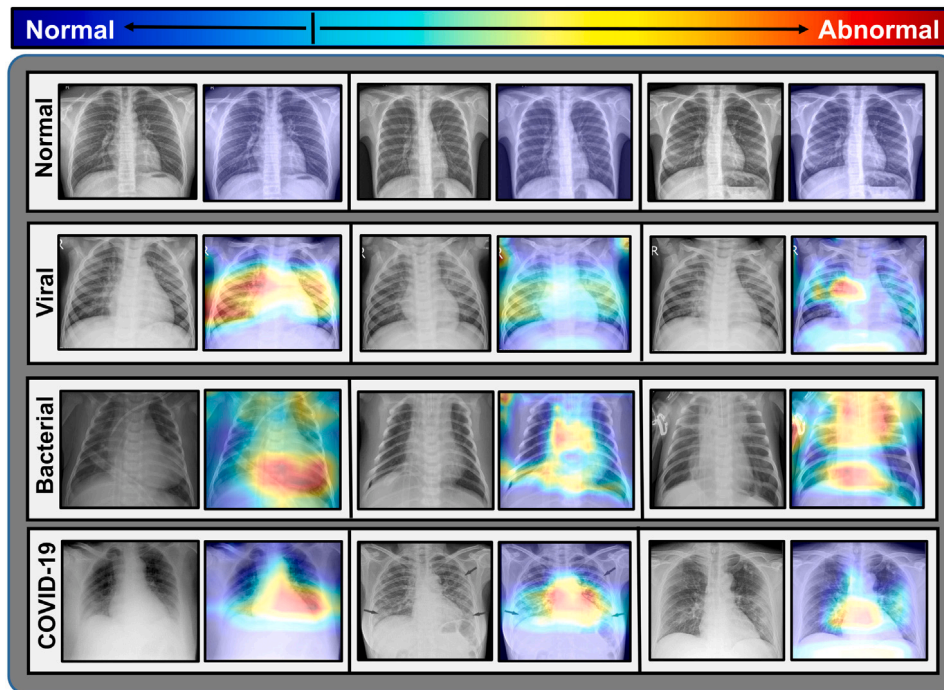 Normal Abnormal
Normal
Viral
R R R R R R
Bacterial
COVID-19